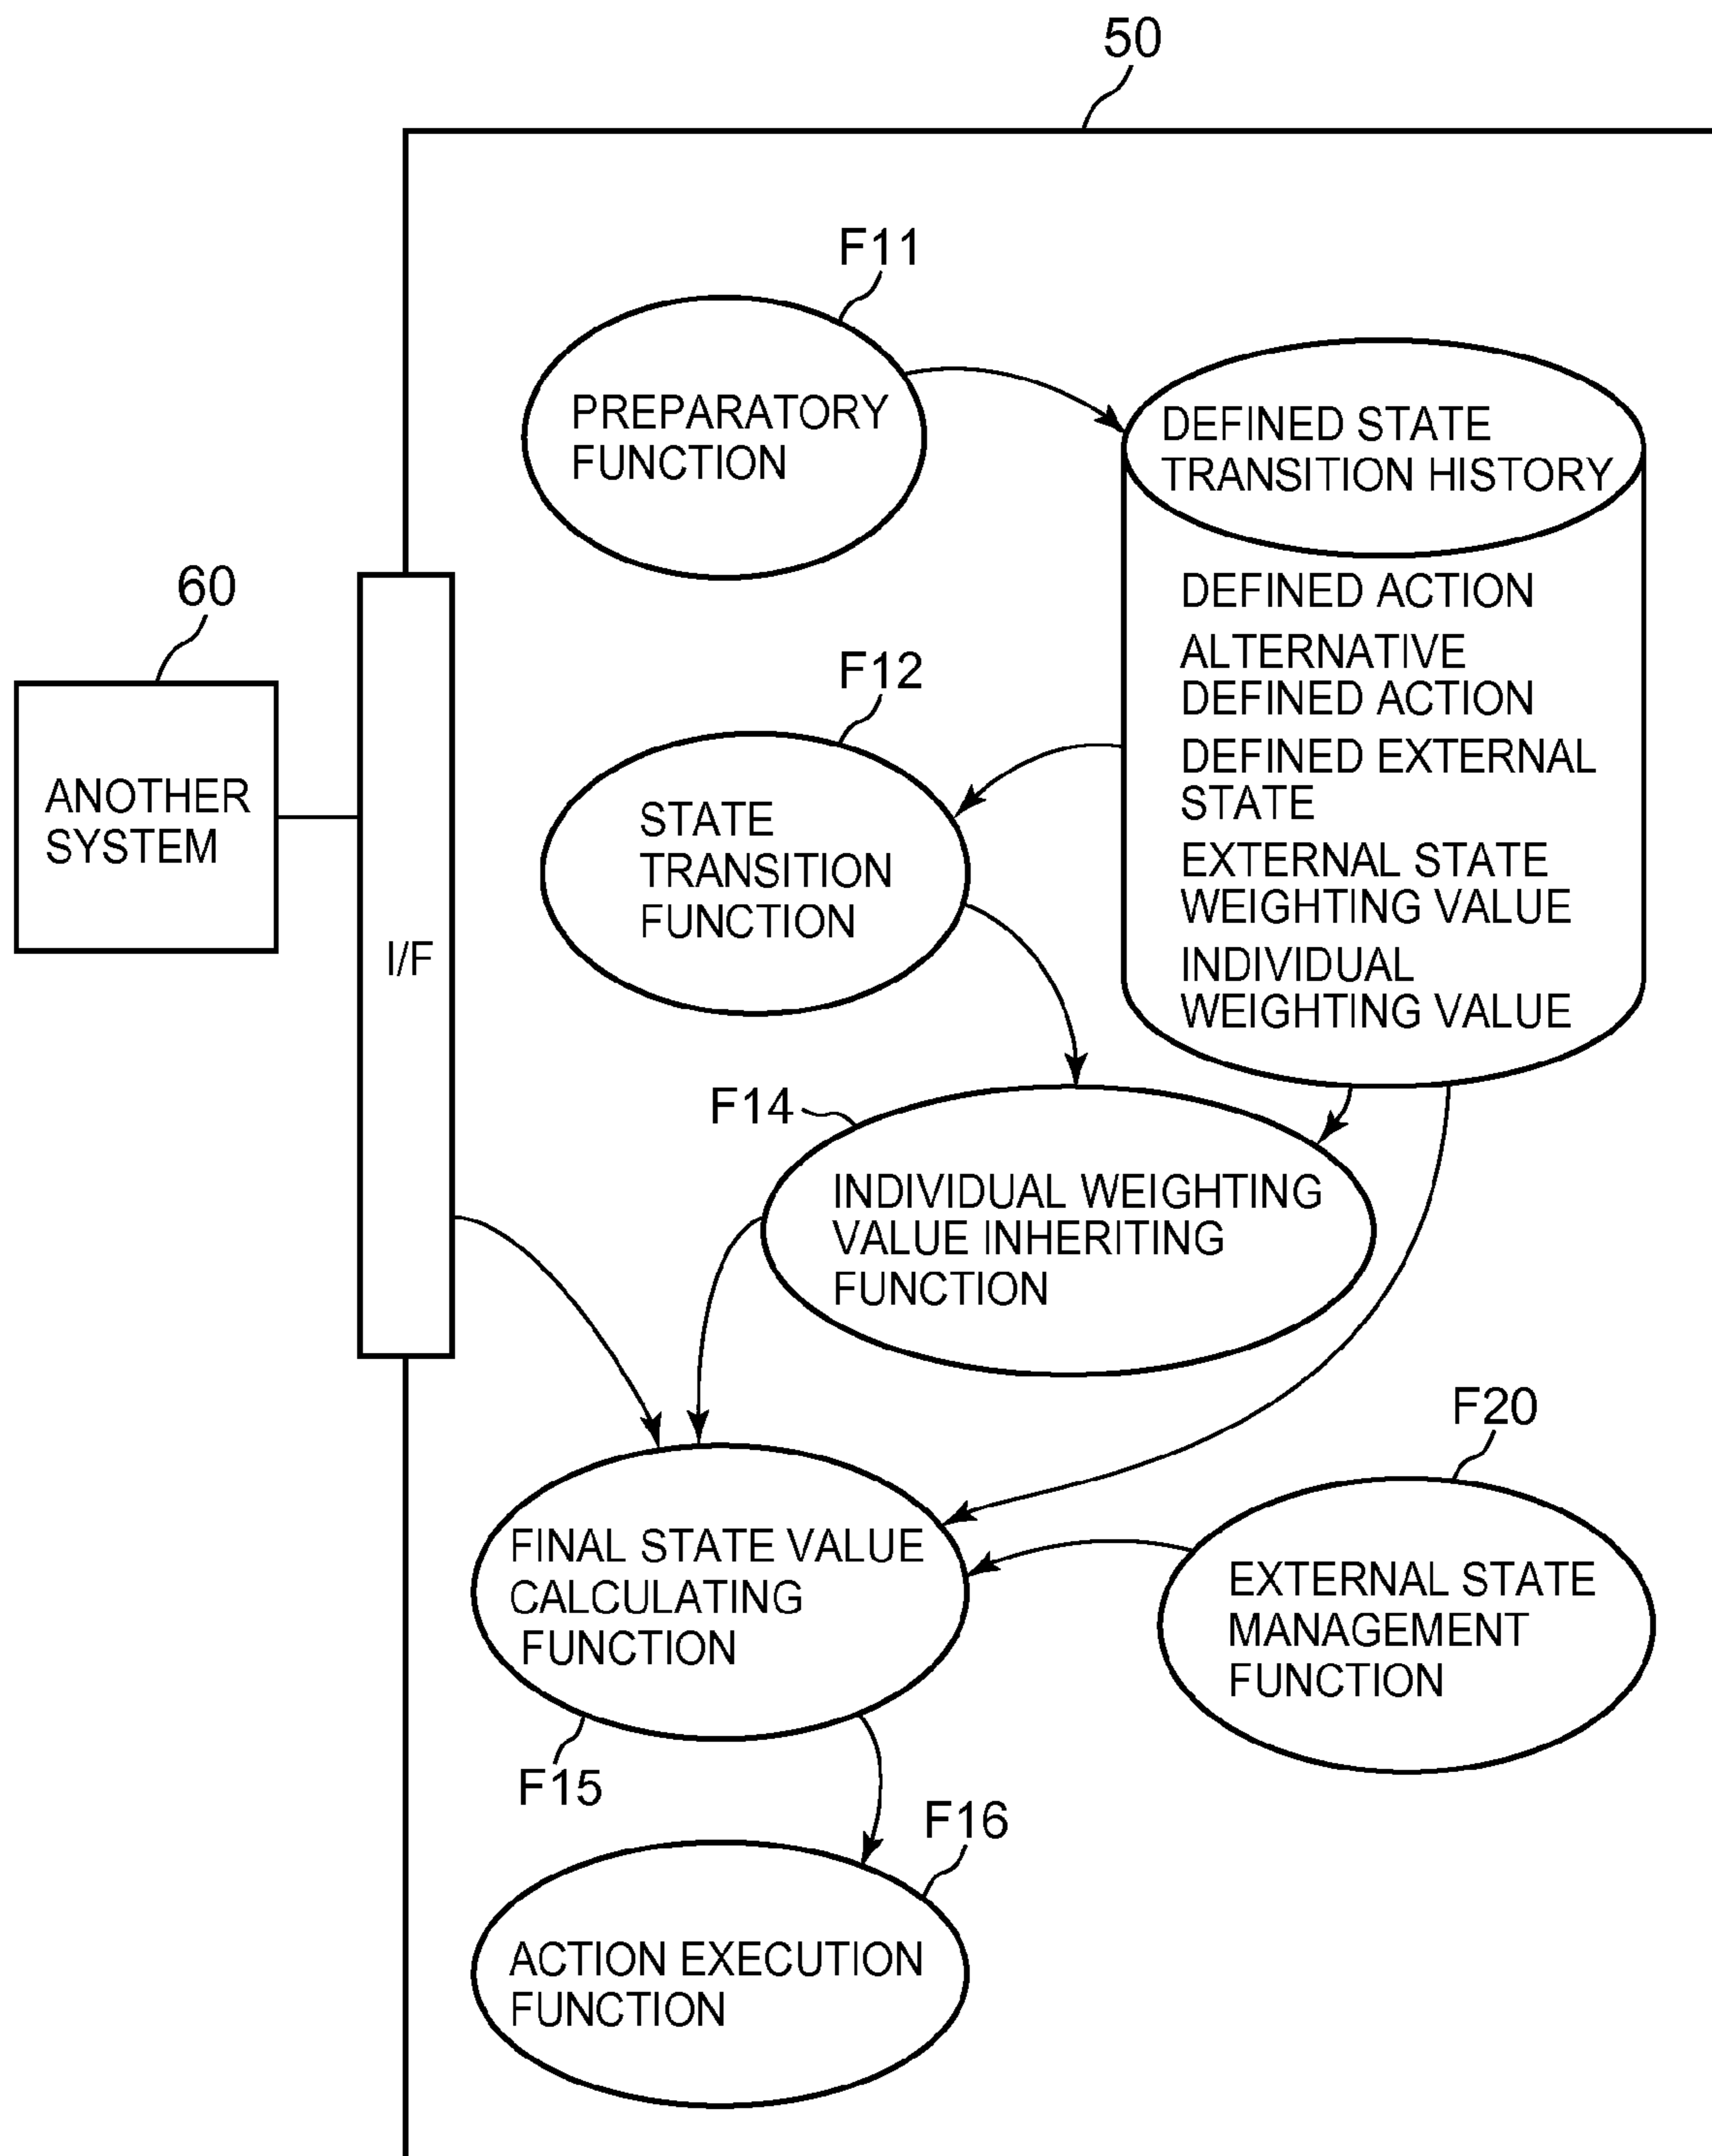 50
F11
PREPARATORY
FUNCTION
DEFINED STATE
TRANSITION HISTORY
DEFINED ACTION
ALTERNATIVE
DEFINED ACTION
DEFINED EXTERNAL
STATE
EXTERNAL STATE
WEIGHTING VALUE
INDIVIDUAL
WEIGHTING VALUE
60
ANOTHER
SYSTEM
I/F
F12
STATE
TRANSITION
FUNCTION
F14
INDIVIDUAL WEIGHTING
VALUE INHERITING
FUNCTION
F20
EXTERNAL STATE
MANAGEMENT
FUNCTION
FINAL STATE VALUE
CALCULATING
FUNCTION
F15
F16
ACTION EXECUTION
FUNCTION